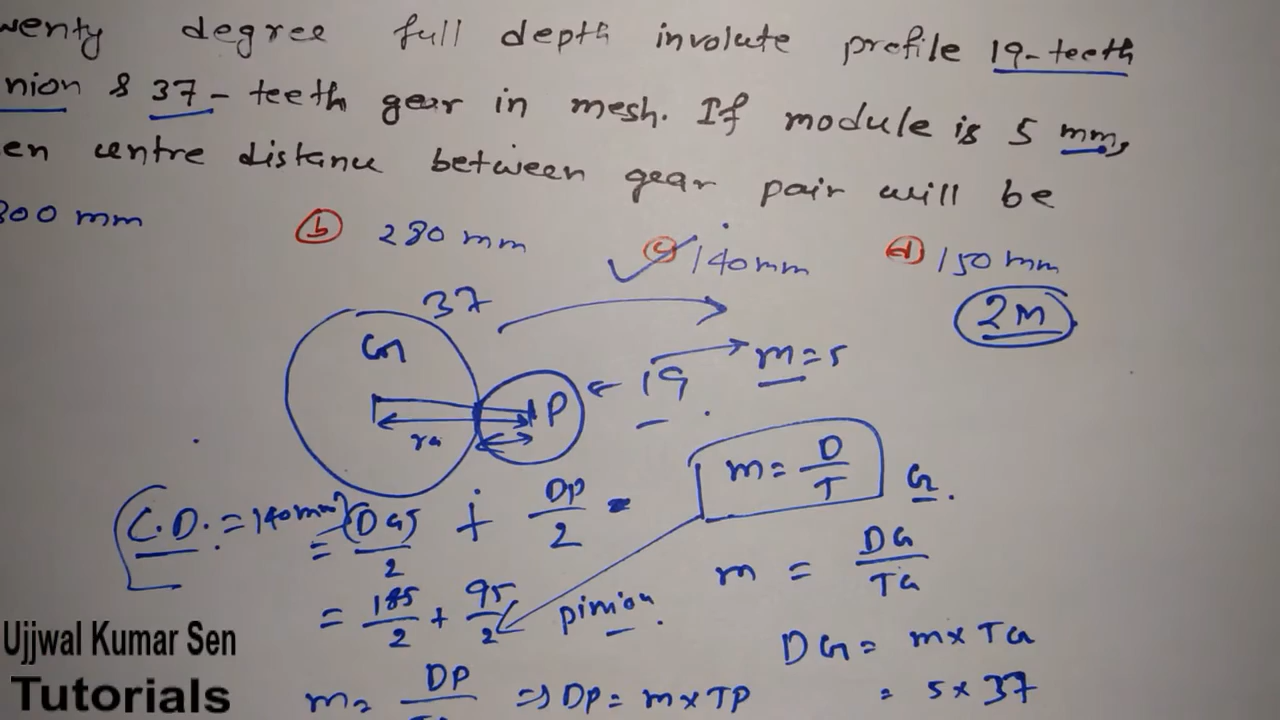 wenty degree full depth involute profile 19-teeth
nion & 37-teeth gear in mesh. If module is 5 mm,
en centre distance between gear pair will be
300 mm (b) 280 mm (c) 140mm (d) 150 mm
2M
37
Gr
19 m=5
P
m = D/T G.
C.D. = 140mm = DG/2 + DP/2
m = DG/TG
= 185/2 + 95/2 pinion.
DG = m×TG
= 5×37
m = DP ⇒ DP = m×TP
Ujjwal Kumar Sen
Tutorials